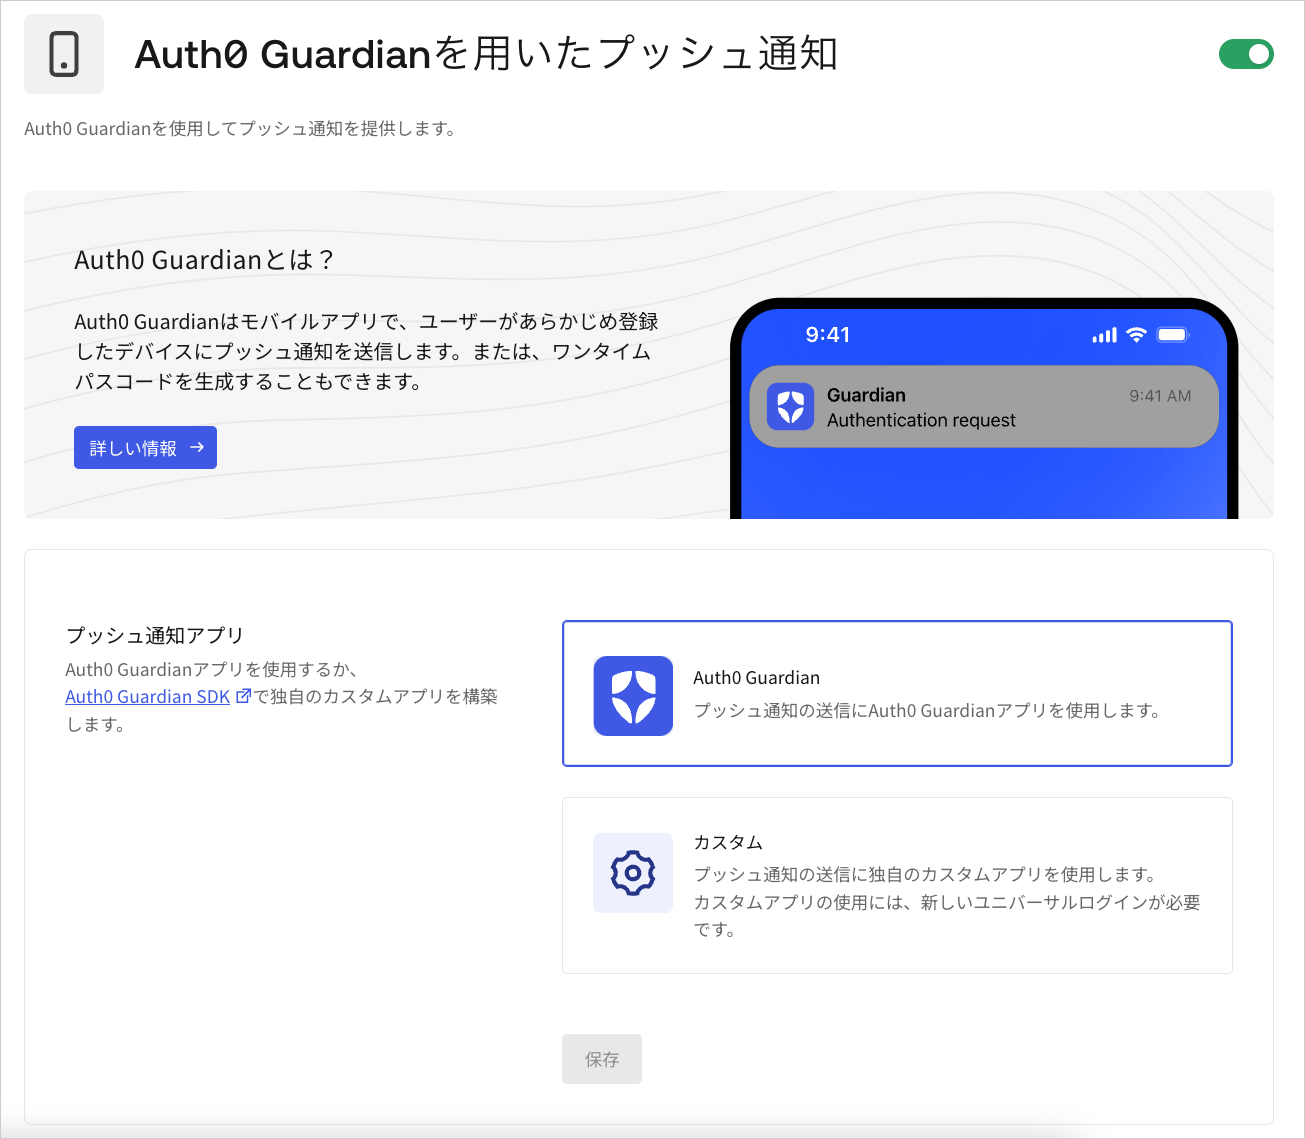 Auth0 Guardianを用いたプッシュ通知
Auth0 Guardianを使用してプッシュ通知を提供します。
Auth0 Guardianとは？
Auth0 Guardianはモバイルアプリで、ユーザーがあらかじめ登録
したデバイスにプッシュ通知を送信します。または、ワンタイム
パスコードを生成することもできます。
詳しい情報 →
9:41
Guardian
9:41 AM
Authentication request
プッシュ通知アプリ
Auth0 Guardianアプリを使用するか、
Auth0 Guardian SDK で独自のカスタムアプリを構築
します。
Auth0 Guardian
プッシュ通知の送信にAuth0 Guardianアプリを使用します。
カスタム
プッシュ通知の送信に独自のカスタムアプリを使用します。
カスタムアプリの使用には、新しいユニバーサルログインが必要
です。
保存